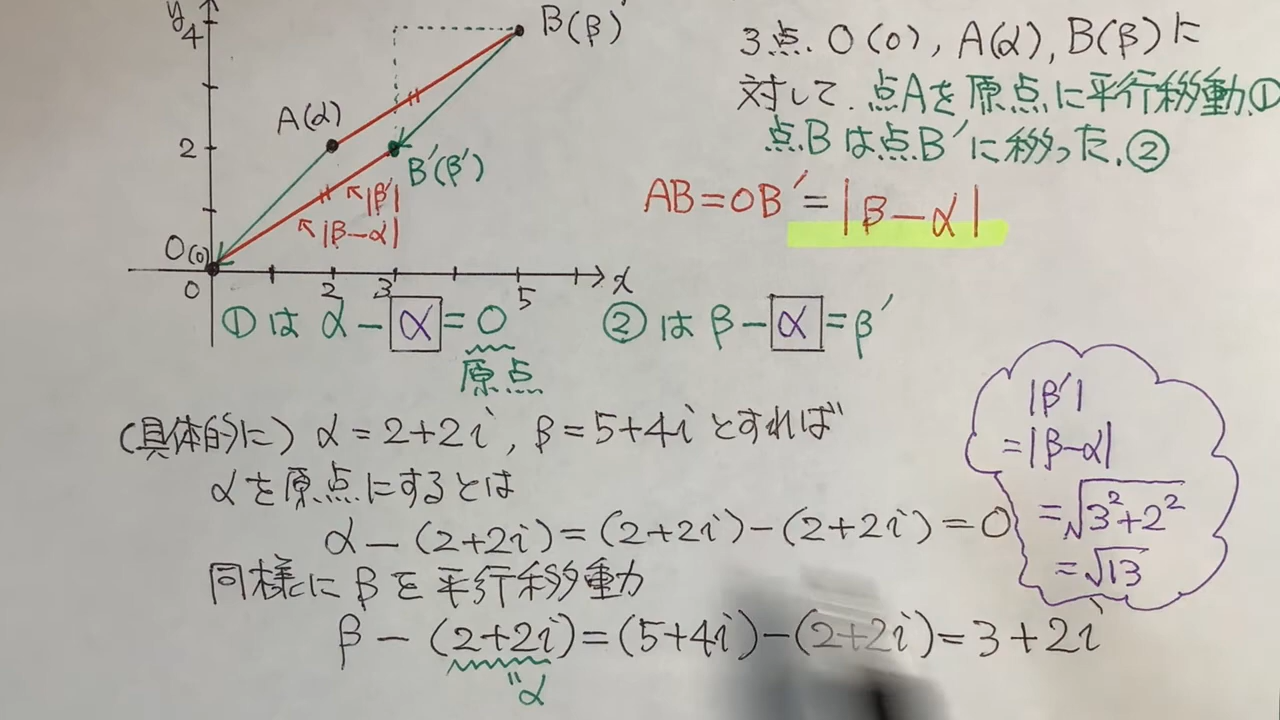 y
4
2
A(α)
B(β)
B′(β′)
|β′|
|β−α|
O(0)
0
2
3
5
x
3点 O(0), A(α), B(β)に
対して.点Aを原点に平行移動.①
点Bは点B′に移った.②
AB=OB′=|β−α|
①は α−α=0
原点
②は β−α=β′
(具体的に) α=2+2i, β=5+4iとすれば
αを原点にするとは
α−(2+2i)=(2+2i)−(2+2i)=0
同様にβを平行移動
β−(2+2i)=(5+4i)−(2+2i)=3+2i
"α
|β′|
=|β−α|
=√3²+2²
=√13